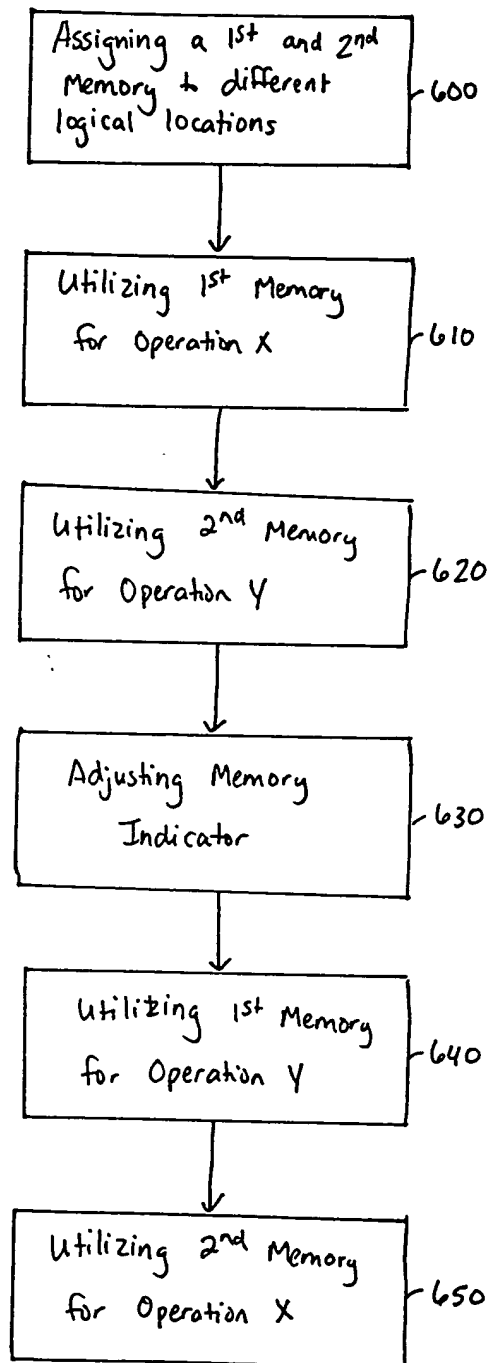 Assigning a 1st and 2nd
Memory to different
logical locations
600
Utilizing 1st Memory
for Operation X
610
Utilizing 2nd Memory
for Operation Y
620
Adjusting Memory
Indicator
630
Utilizing 1st Memory
for Operation Y
640
Utilizing 2nd Memory
for Operation X
650